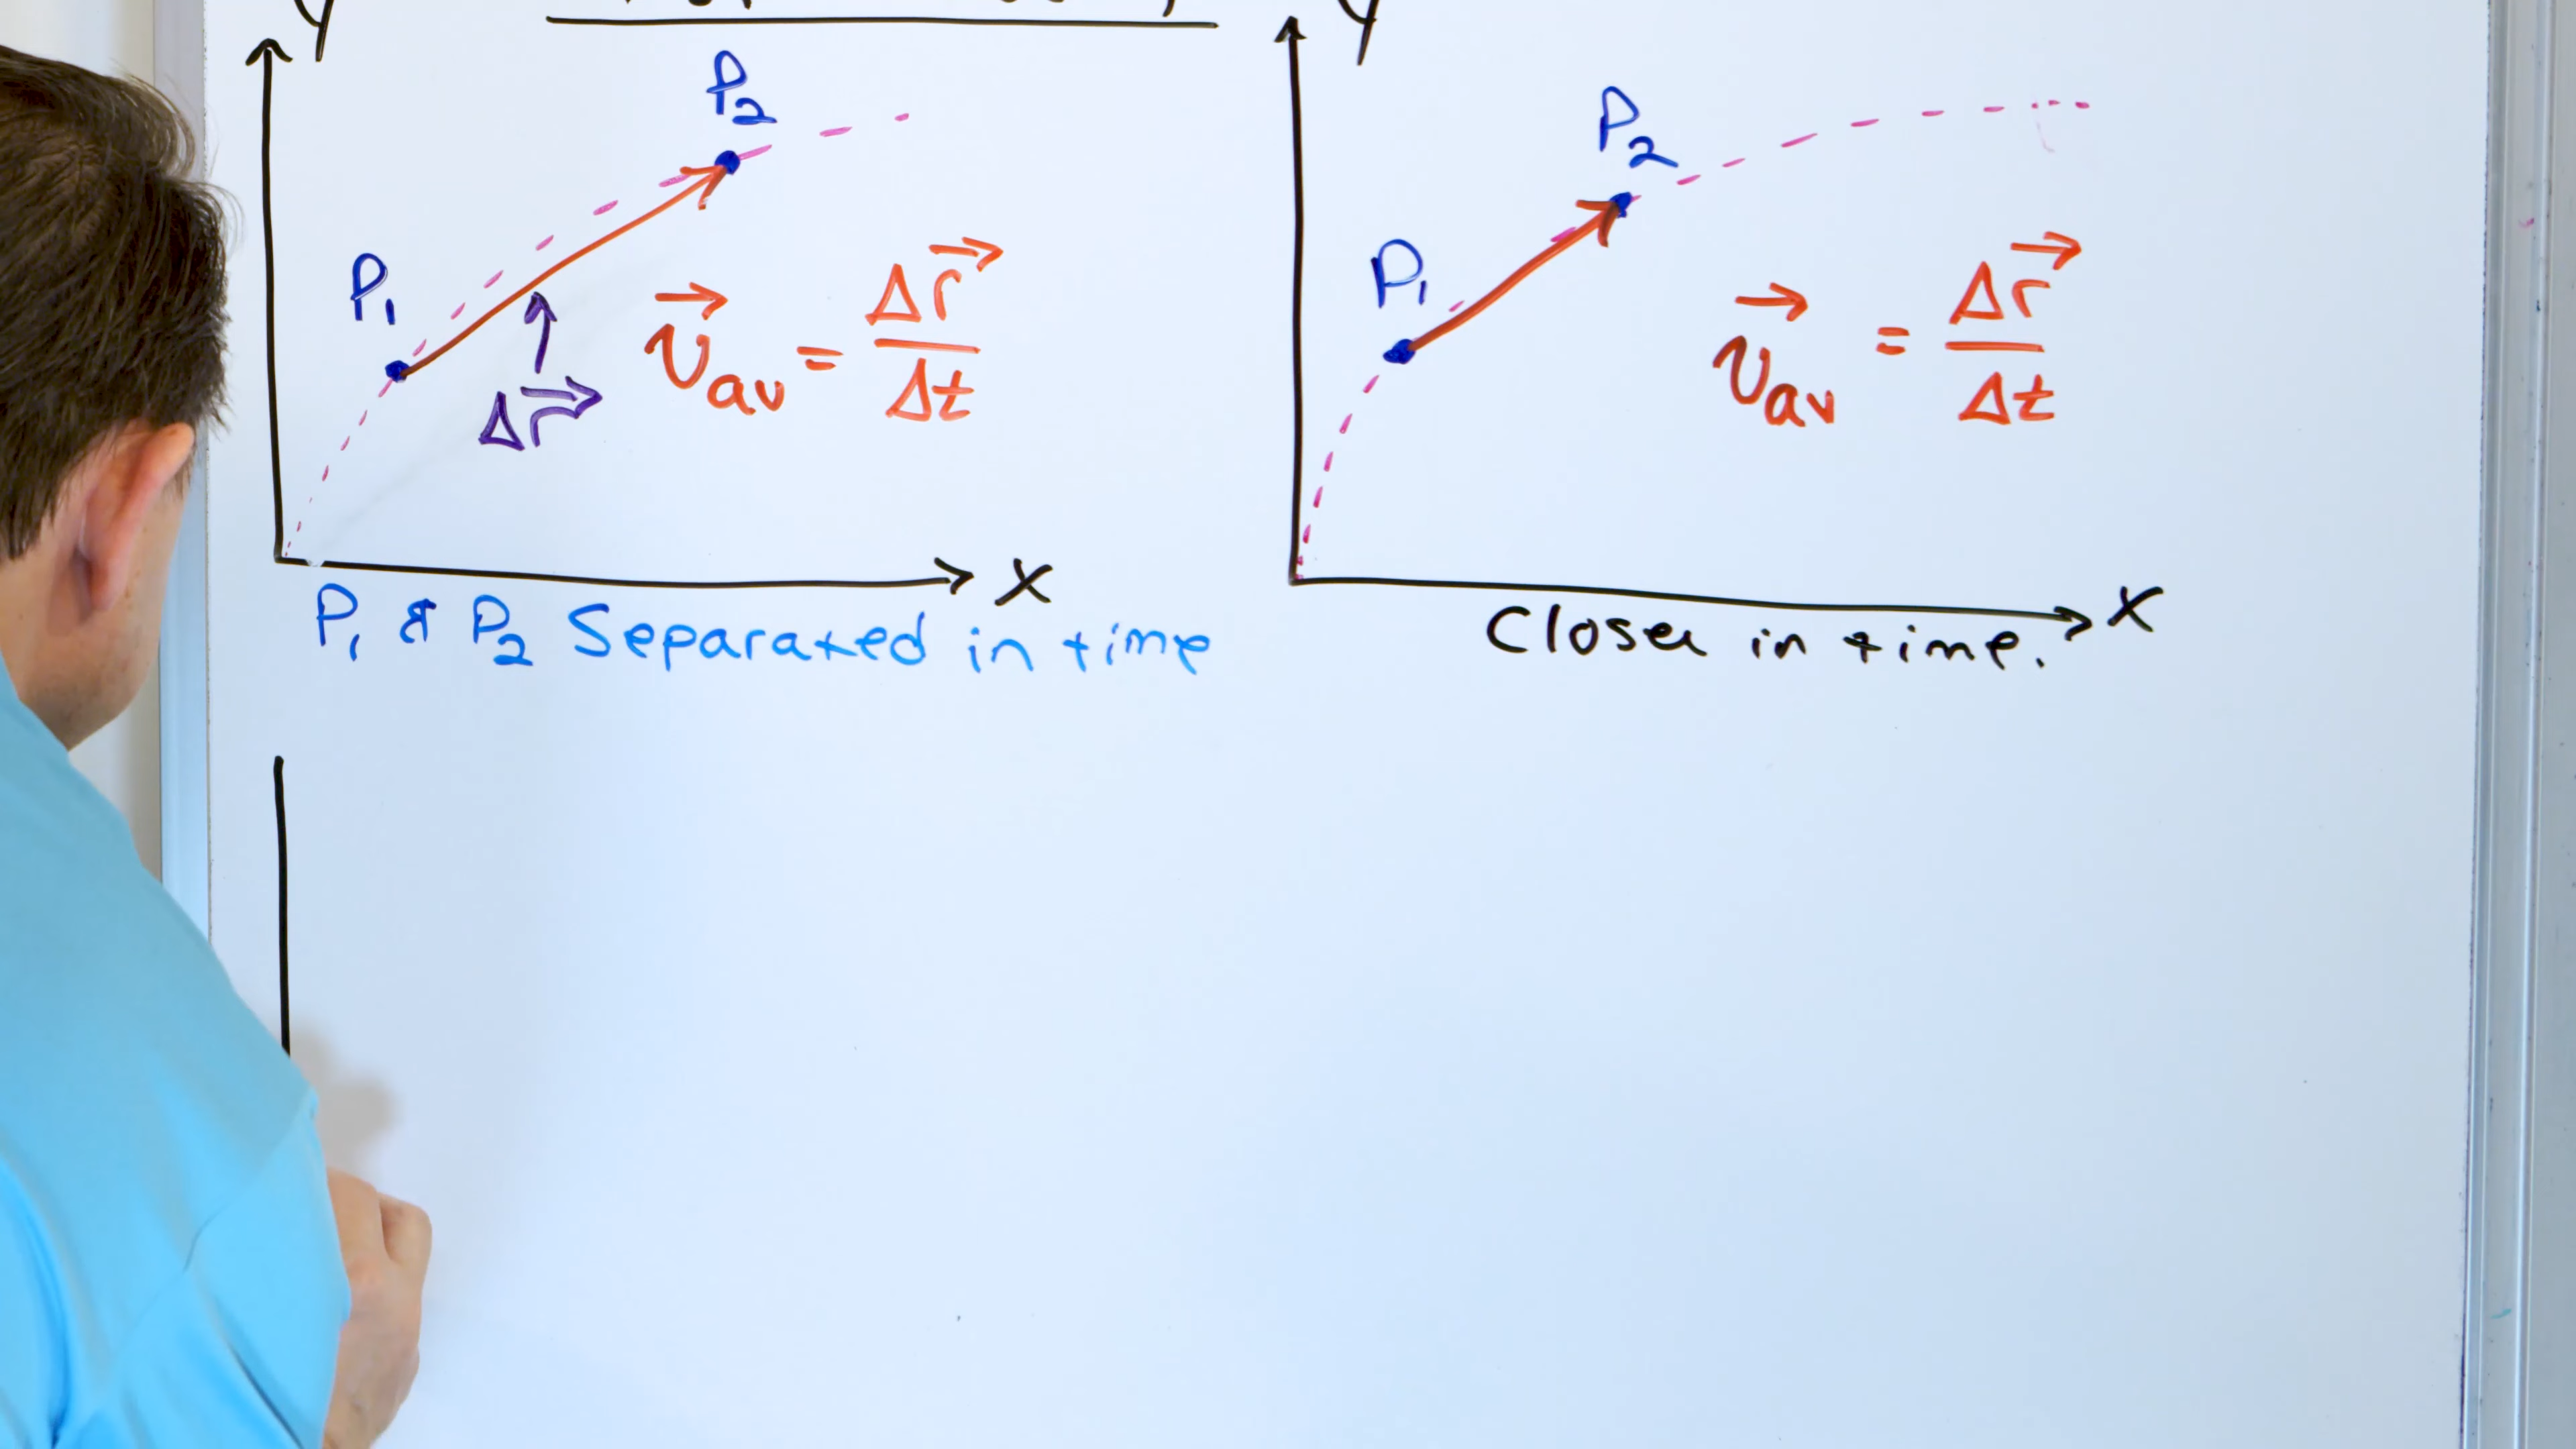 y
P₂
P₁
Δr⃗
v⃗av = Δr⃗/Δt
x
P₁ & P₂ Separated in time
y
P₂
P₁
v⃗av = Δr⃗/Δt
x
Closer in time.